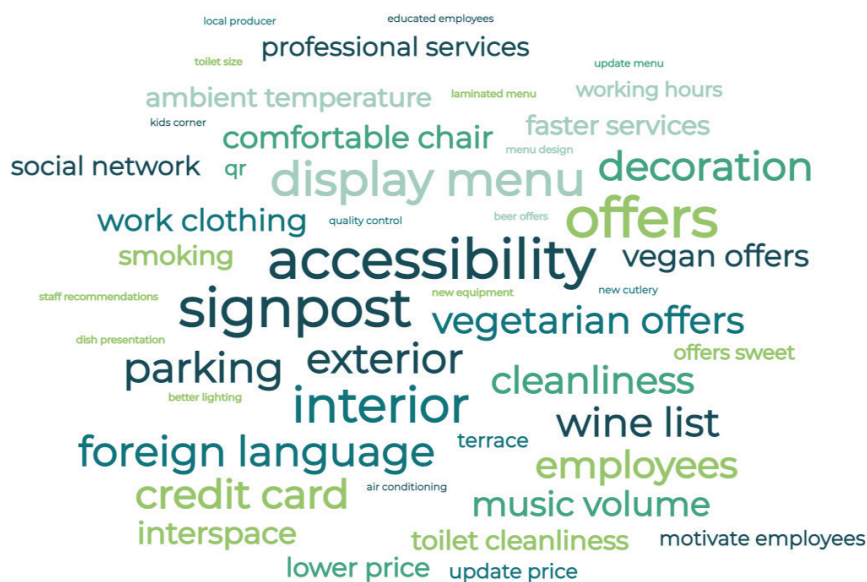 local producer
educated employees
professional services
toilet size
update menu
ambient temperature
laminated menu
working hours
kids corner
comfortable chair
faster services
social network
qr
menu design
decoration
display menu
work clothing
quality control
beer offers
offers
smoking
accessibility
vegan offers
staff recommendations
signpost
new equipment
new cutlery
vegetarian offers
dish presentation
parking
exterior
offers sweet
better lighting
interior
cleanliness
wine list
foreign language
terrace
employees
credit card
air conditioning
music volume
interspace
toilet cleanliness
motivate employees
lower price
update price